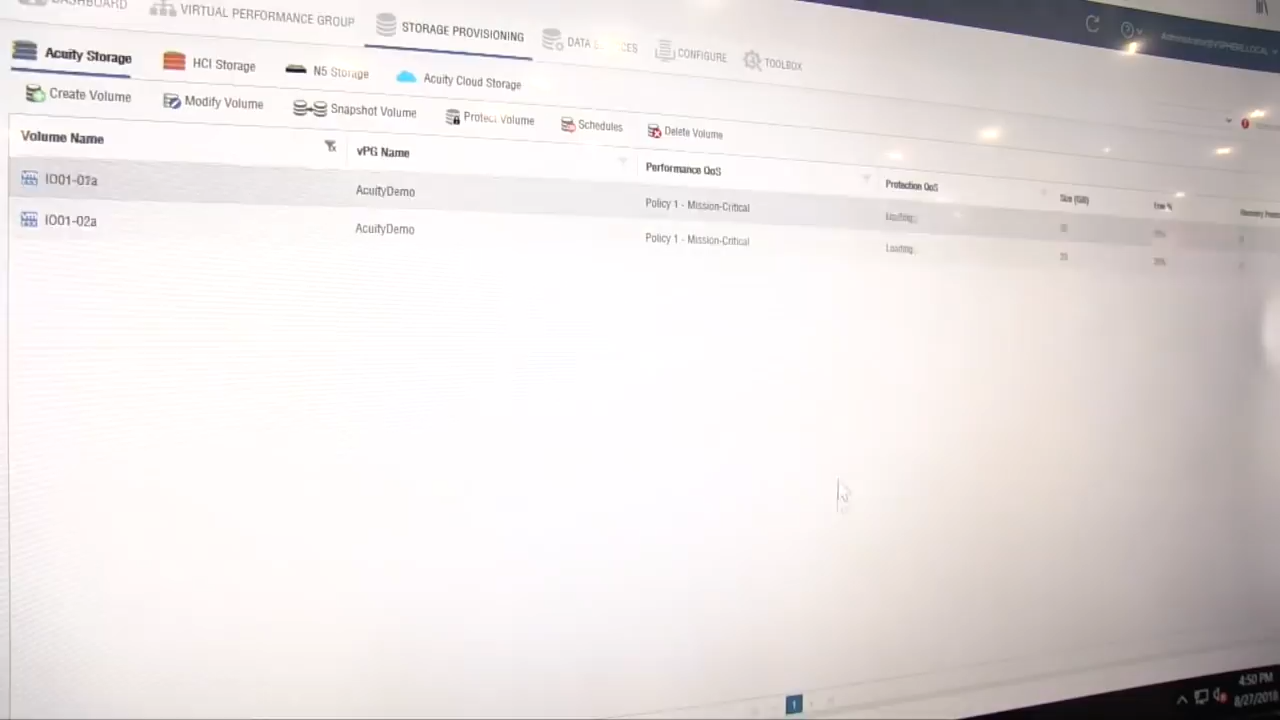 DASHBOARD VIRTUAL PERFORMANCE GROUP STORAGE PROVISIONING DATA CONFIGURE TOOLBOX
Acuity Storage HCI Storage N5 Storage Acuity Cloud Storage
Create Volume Modify Volume Snapshot Volume Protect Volume Schedules Delete Volume
Volume Name vPG Name Performance QoS Protection QoS Size (GB) Free %
IO01-01a AcuityDemo Policy 1 - Mission-Critical Loading..
IO01-02a AcuityDemo Policy 1 - Mission-Critical Loading..
1
4:50 PM
8/27/2018